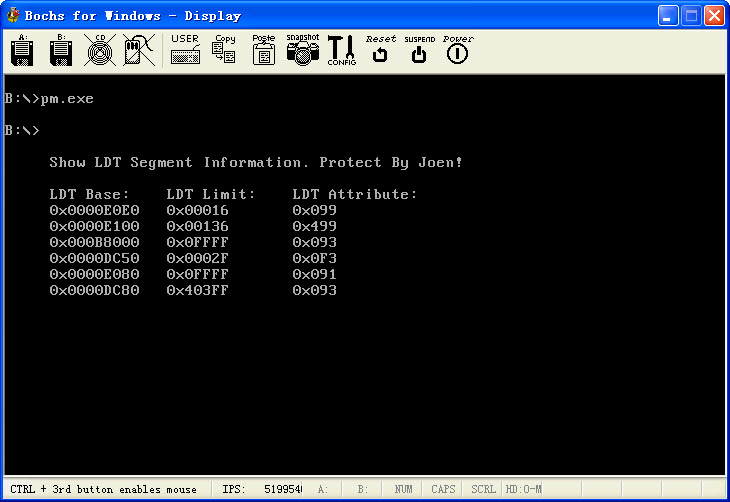 Bochs for Windows - Display
A: B: CD USER Copy Paste snapshot CONFIG Reset SUSPEND Power
B:\>pm.exe
B:\>
Show LDT Segment Information. Protect By Joen!
LDT Base: LDT Limit: LDT Attribute:
0x0000E0E0 0x00016 0x099
0x0000E100 0x00136 0x499
0x000B8000 0x0FFFF 0x093
0x0000DC50 0x0002F 0x0F3
0x0000E080 0x0FFFF 0x091
0x0000DC80 0x403FF 0x093
CTRL + 3rd button enables mouse IPS: 5199540 A: B: NUM CAPS SCRL HD:0-M